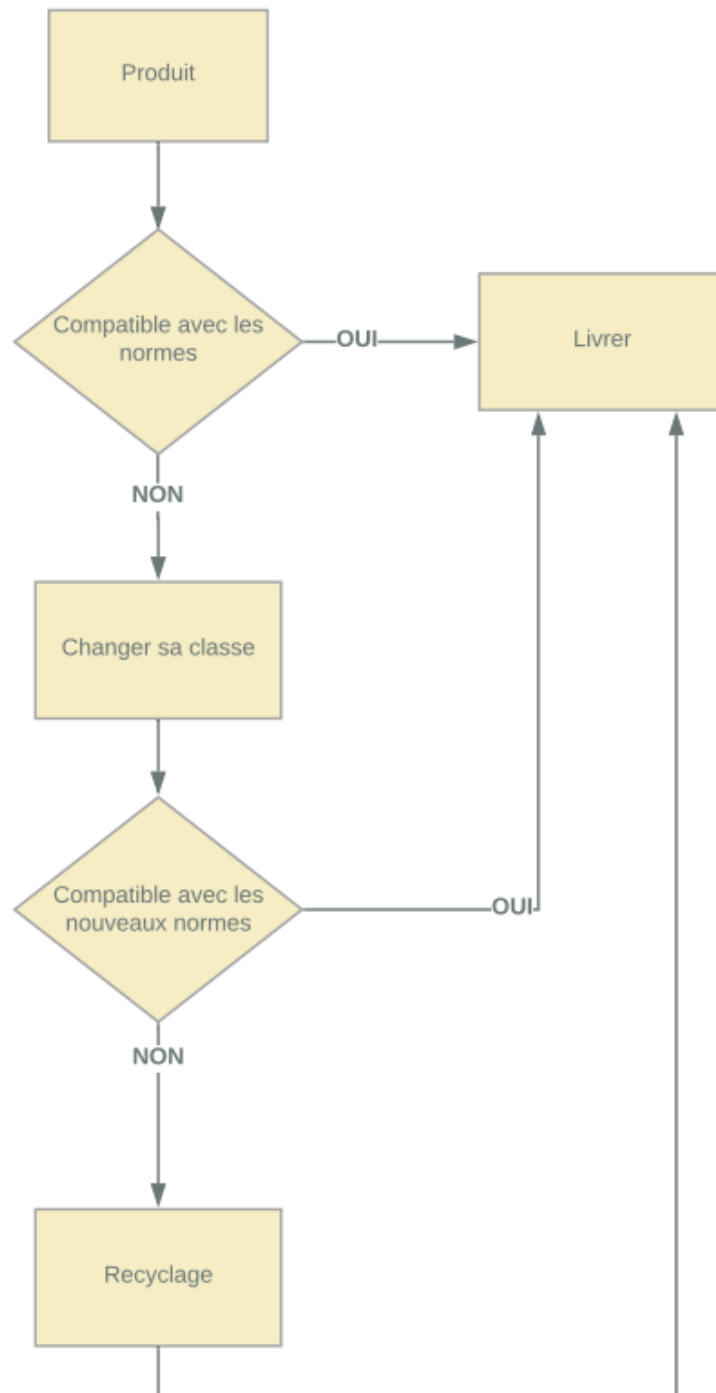 Produit
Compatible avec les
normes
OUI
Livrer
NON
Changer sa classe
Compatible avec les
nouveaux normes
OUI
NON
Recyclage